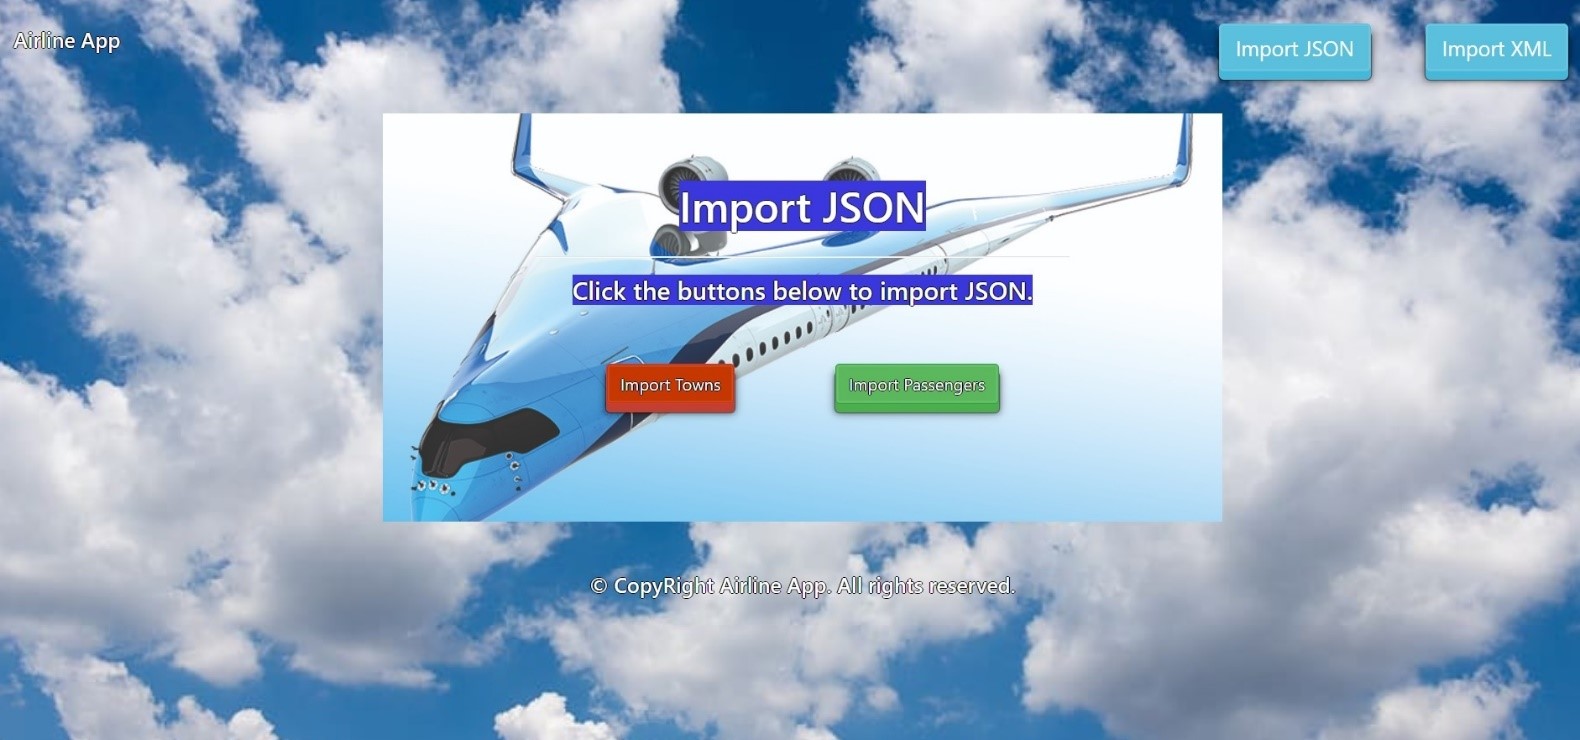 Airline App
Import JSON
Import XML
Import JSON
Click the buttons below to import JSON.
Import Towns
Import Passengers
© CopyRight Airline App. All rights reserved.